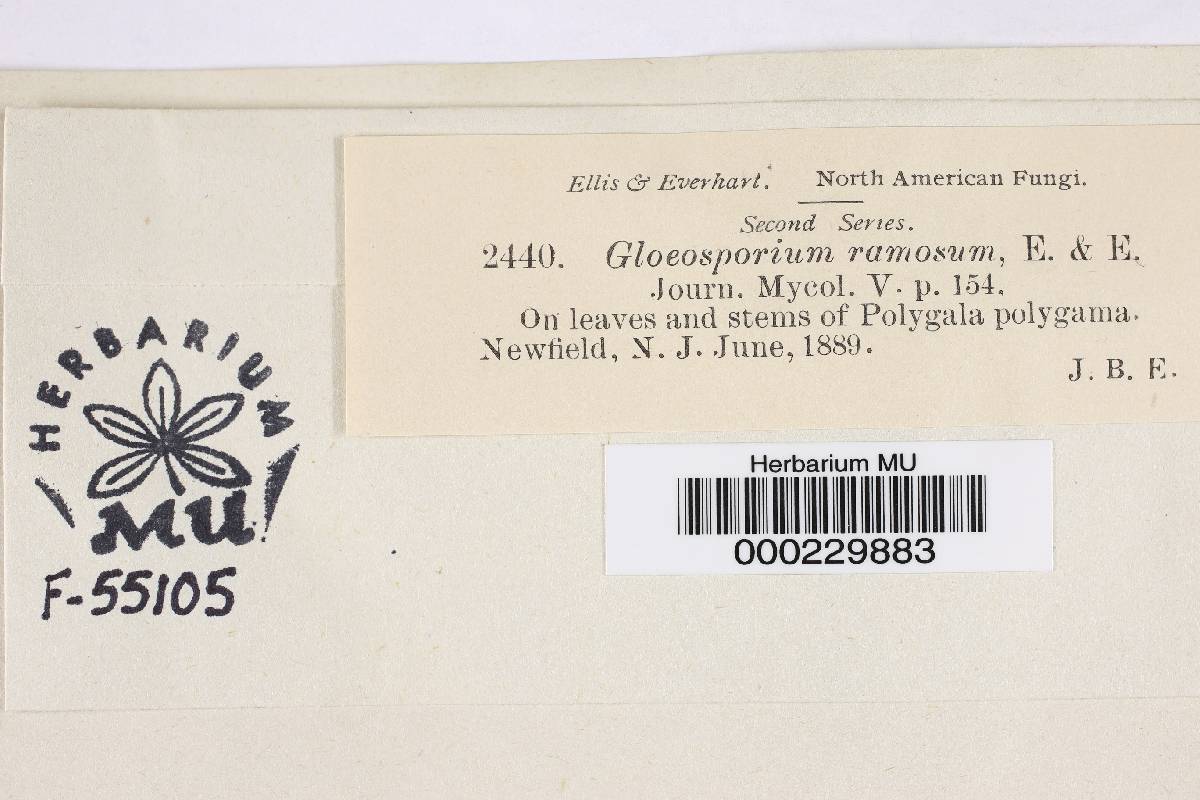 Ellis & Everhart. North American Fungi.
Second Series.
2440. Gloeosporium ramosum, E. & E.
Journ. Mycol. V. p. 154.
On leaves and stems of Polygala polygama.
Newfield, N. J. June, 1889.
J. B. E.
HERBARIUM
MU
F-55105
Herbarium MU
000229883